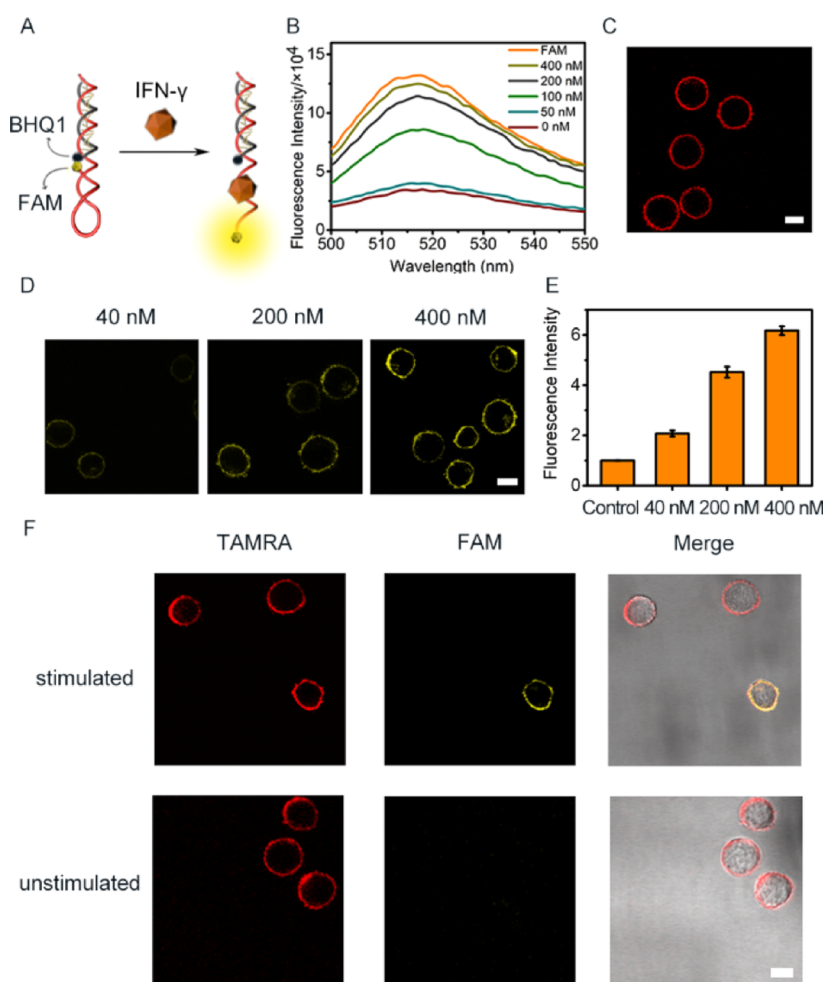 A
IFN-γ
BHQ1
FAM
B
Fluorescence Intensity/×10⁴
15
10
5
0
500 510 520 530 540 550
Wavelength (nm)
FAM
400 nM
200 nM
100 nM
50 nM
0 nM
C
D
40 nM 200 nM 400 nM
E
Fluorescence Intensity
6
4
2
0
Control 40 nM 200 nM 400 nM
F
TAMRA FAM Merge
stimulated
unstimulated